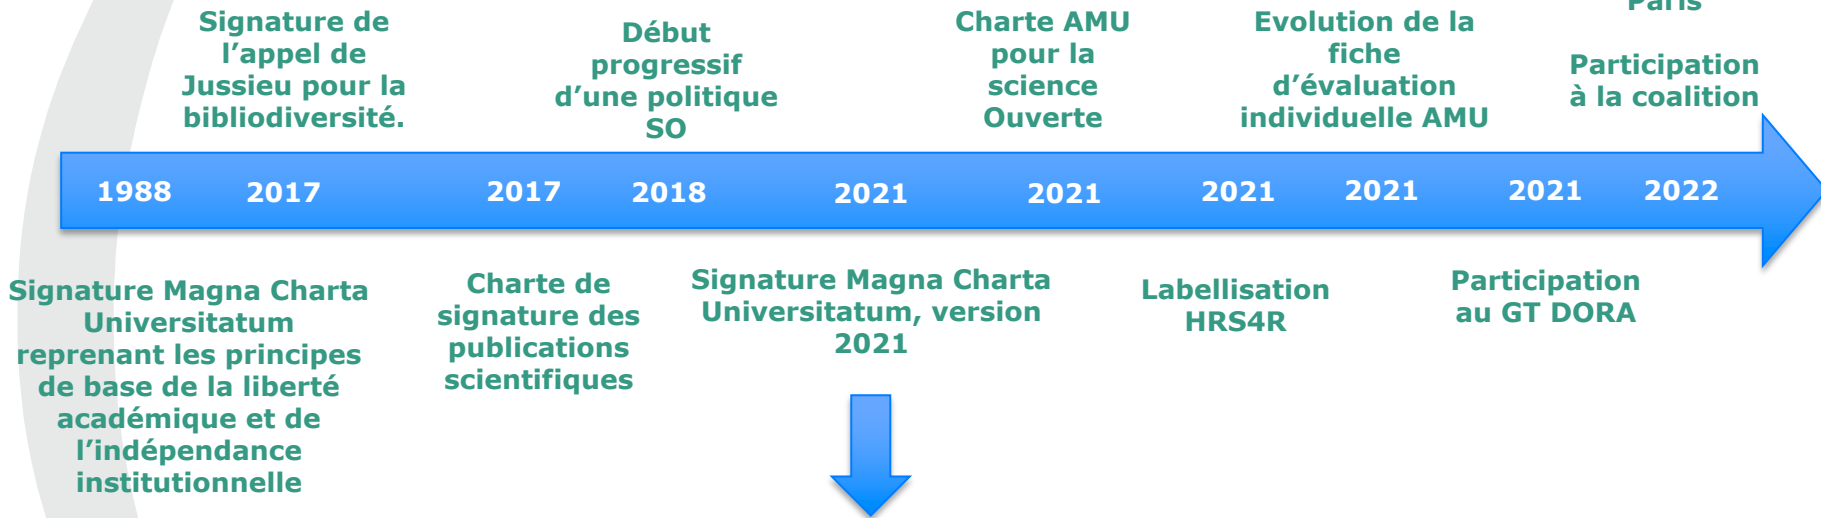 Signature de
l’appel de
Jussieu pour la
bibliodiversité.
Début
progressif
d’une politique
SO
Charte AMU
pour la
science
Ouverte
Evolution de la
fiche
d’évaluation
individuelle AMU
Paris
Participation
à la coalition
1988 2017 2017 2018 2021 2021 2021 2021 2021 2022
Signature Magna Charta
Universitatum
reprenant les principes
de base de la liberté
académique et de
l’indépendance
institutionnelle
Charte de
signature des
publications
scientifiques
Signature Magna Charta
Universitatum, version
2021
Labellisation
HRS4R
Participation
au GT DORA